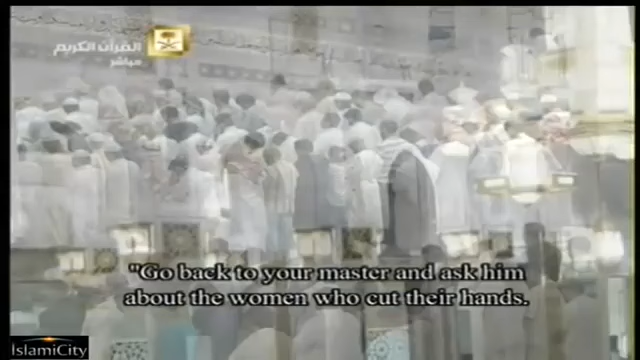 القرآن الكريم
مباشر
"Go back to your master and ask him
about the women who cut their hands.
IslamiCity